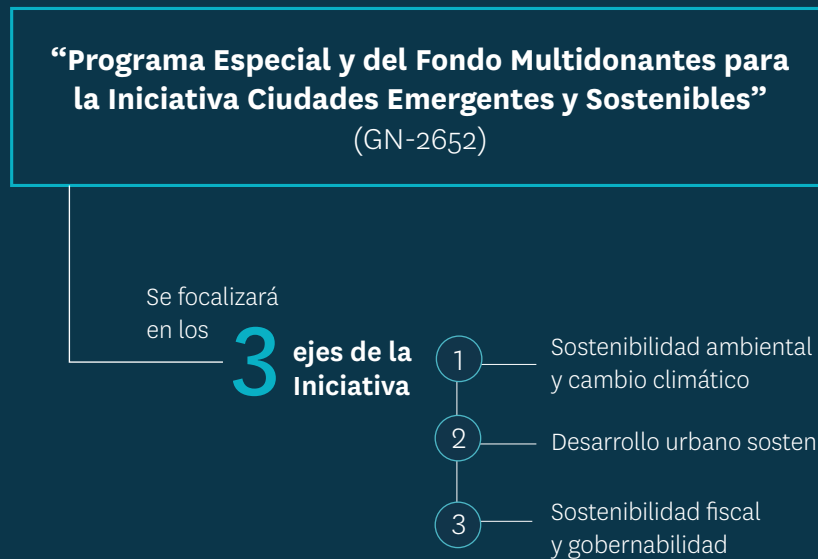 “Programa Especial y del Fondo Multidonantes para
la Iniciativa Ciudades Emergentes y Sostenibles”
(GN-2652)
Se focalizará
en los
3
ejes de la
Iniciativa
1
Sostenibilidad ambiental
y cambio climático
2
Desarrollo urbano
3
Sostenibilidad fiscal
y gobernabilidad